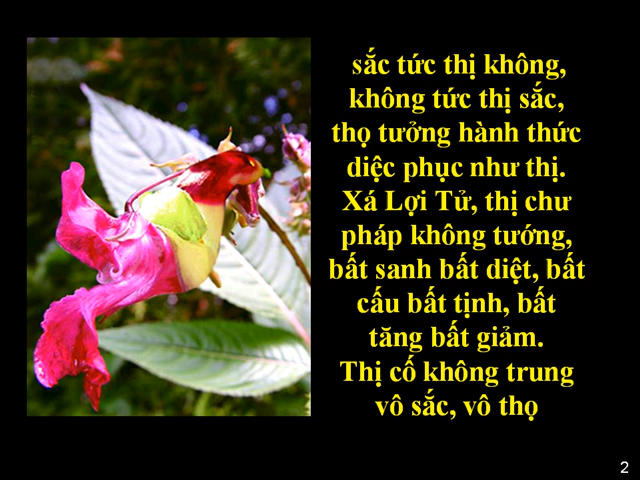 sắc tức thị không,
không tức thị sắc,
thọ tưởng hành thức
diệc phục như thị.
Xá Lợi Tử, thị chư
pháp không tướng,
bất sanh bất diệt, bất
cấu bất tịnh, bất
tăng bất giảm.
Thị cố không trung
vô sắc, vô thọ
2